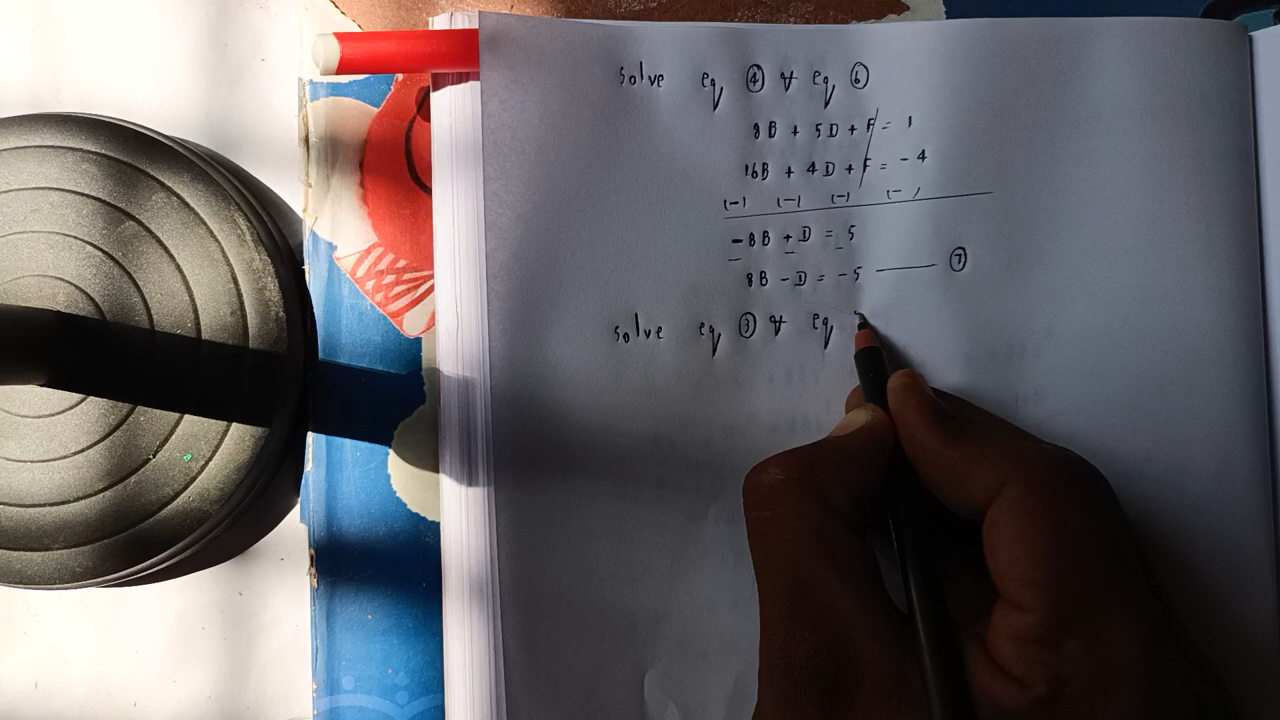 solve eq ④ & eq ⑥
8B + 5D + F = 1
16B + 4D + F = -4
(-) (-) (-) (-)
-8B + D = 5
8B - D = -5 —— ⑦
solve eq ③ & eq